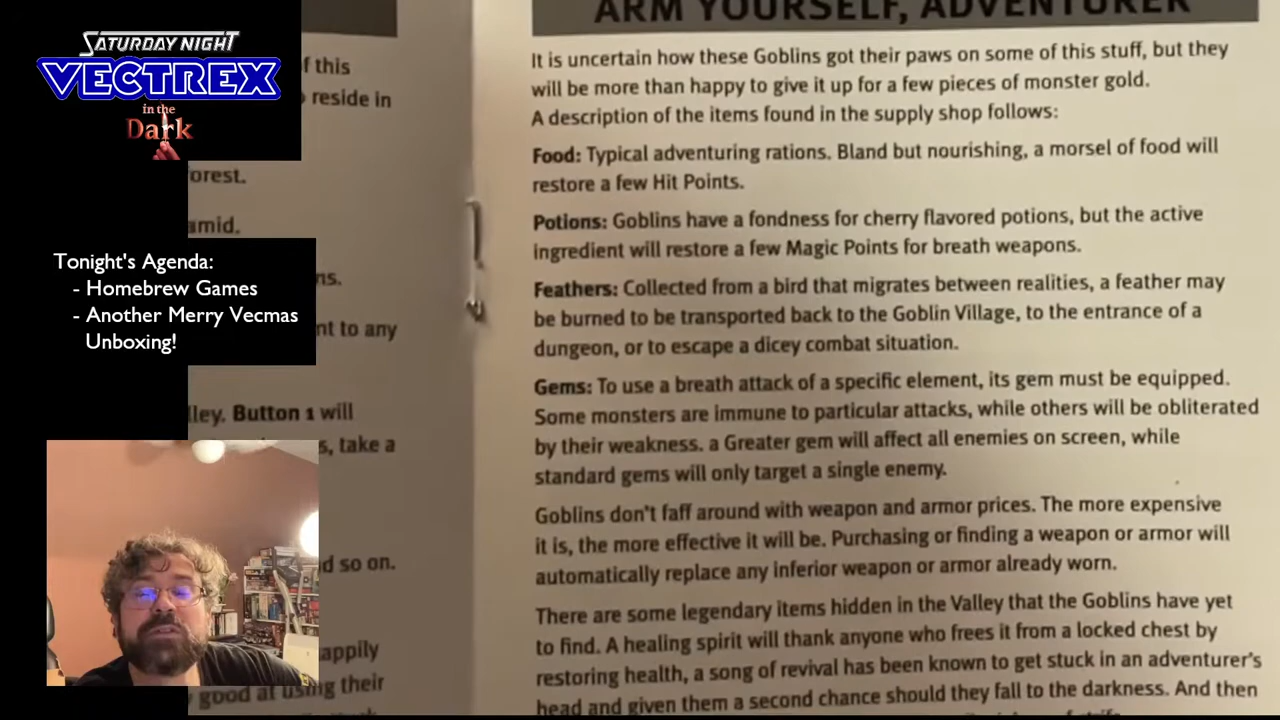 SATURDAY NIGHT
VECTREX
in the
Dark
Tonight's Agenda:
- Homebrew Games
- Another Merry Vecmas
Unboxing!
f this
reside in
orest.
amid.
ns.
nt to any
ley. Button 1 will
s, take a
d so on.
appily
good at using their
ARM YOURSELF, ADVENTURER
It is uncertain how these Goblins got their paws on some of this stuff, but they
will be more than happy to give it up for a few pieces of monster gold.
A description of the items found in the supply shop follows:
Food: Typical adventuring rations. Bland but nourishing, a morsel of food will
restore a few Hit Points.
Potions: Goblins have a fondness for cherry flavored potions, but the active
ingredient will restore a few Magic Points for breath weapons.
Feathers: Collected from a bird that migrates between realities, a feather may
be burned to be transported back to the Goblin Village, to the entrance of a
dungeon, or to escape a dicey combat situation.
Gems: To use a breath attack of a specific element, its gem must be equipped.
Some monsters are immune to particular attacks, while others will be obliterated
by their weakness. a Greater gem will affect all enemies on screen, while
standard gems will only target a single enemy.
Goblins don't faff around with weapon and armor prices. The more expensive
it is, the more effective it will be. Purchasing or finding a weapon or armor will
automatically replace any inferior weapon or armor already worn.
There are some legendary items hidden in the Valley that the Goblins have yet
to find. A healing spirit will thank anyone who frees it from a locked chest by
restoring health, a song of revival has been known to get stuck in an adventurer's
head and given them a second chance should they fall to the darkness. And then